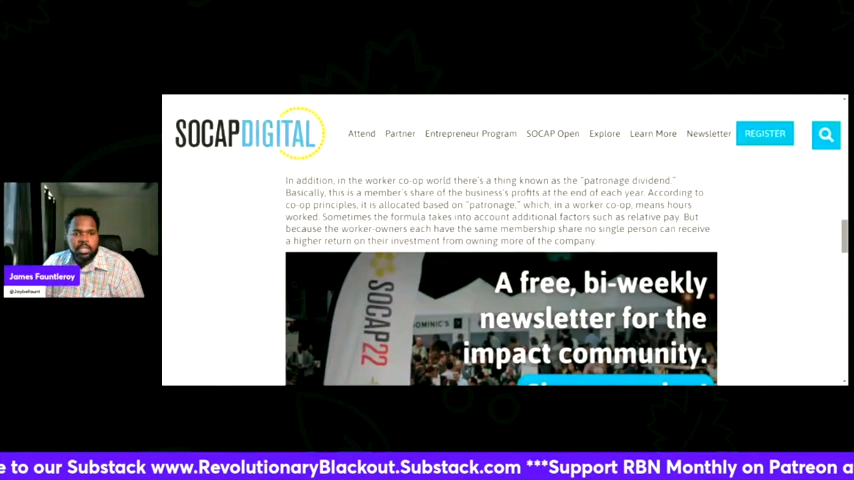 SOCAPDIGITAL
Attend Partner Entrepreneur Program SOCAP Open Explore Learn More Newsletter REGISTER
In addition, in the worker co-op world there's a thing known as the "patronage dividend."
Basically, this is a member's share of the business's profits at the end of each year. According to
co-op principles, it is allocated based on "patronage," which, in a worker co-op, means hours
worked. Sometimes the formula takes into account additional factors such as relative pay. But
because the worker-owners each have the same membership share no single person can receive
a higher return on their investment from owning more of the company.
SOCAP22
OMINIC'S
A free, bi-weekly
newsletter for the
impact community.
James Fauntleroy
e to our Substack www.RevolutionaryBlackout.Substack.com ***Support RBN Monthly on Patreon a